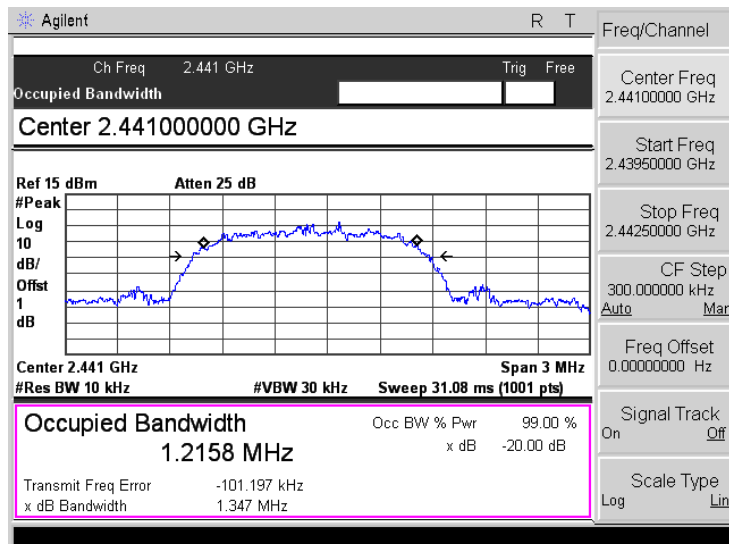 Agilent R T
Ch Freq 2.441 GHz Trig Free
Occupied Bandwidth
Center 2.441000000 GHz
Ref 15 dBm Atten 25 dB
#Peak
Log
10
dB/
Offst
1
dB
Center 2.441 GHz Span 3 MHz
#Res BW 10 kHz #VBW 30 kHz Sweep 31.08 ms (1001 pts)
Occupied Bandwidth Occ BW % Pwr 99.00 %
1.2158 MHz x dB -20.00 dB
Transmit Freq Error -101.197 kHz
x dB Bandwidth 1.347 MHz
Freq/Channel
Center Freq
2.44100000 GHz
Start Freq
2.43950000 GHz
Stop Freq
2.44250000 GHz
CF Step
300.000000 kHz
Auto Mar
Freq Offset
0.00000000 Hz
Signal Track
On Off
Scale Type
Log Lin